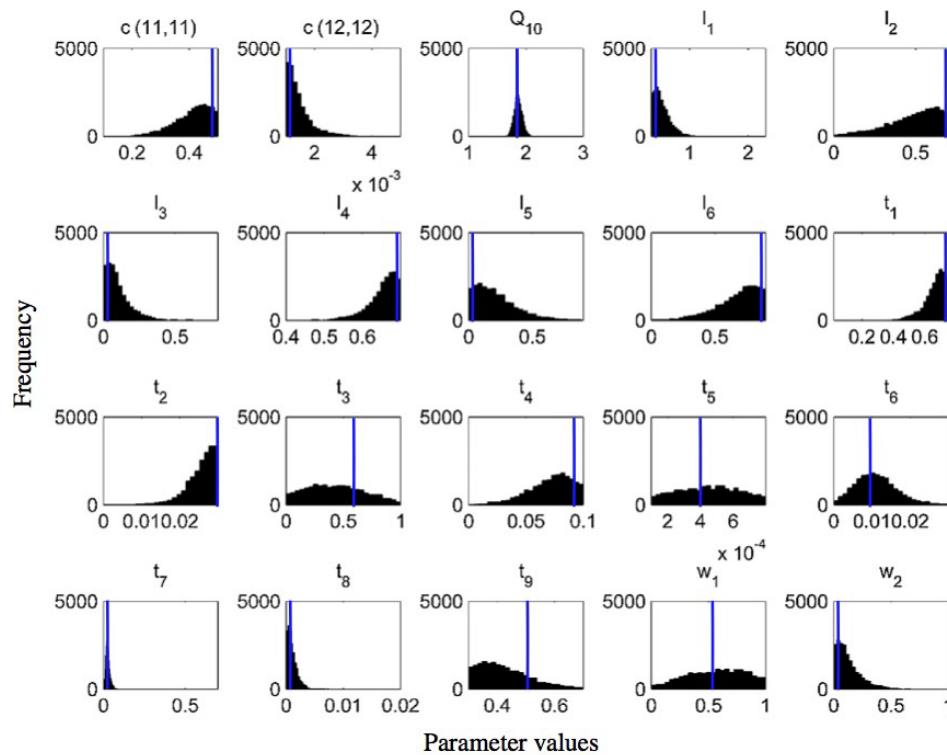 c (11,11) c (12,12) Q₁₀ l₁ l₂
5000 5000 5000 5000 5000
0 0 0 0 0
0.2 0.4 2 4 1 2 3 1 2 0 0.5
x 10⁻³
l₃ l₄ l₅ l₆ t₁
5000 5000 5000 5000 5000
0 0 0 0 0
0 0.5 0.4 0.5 0.6 0 0.5 0 0.5 0.2 0.4 0.6
Frequency
t₂ t₃ t₄ t₅ t₆
5000 5000 5000 5000 5000
0 0 0 0 0
0 0.01 0.02 0 0.5 1 0 0.05 0.1 2 4 6 0 0.01 0.02
x 10⁻⁴
t₇ t₈ t₉ w₁ w₂
5000 5000 5000 5000 5000
0 0 0 0 0
0 0.5 0 0.01 0.02 0.4 0.6 0 0.5 1 0 0.5 1
Parameter values